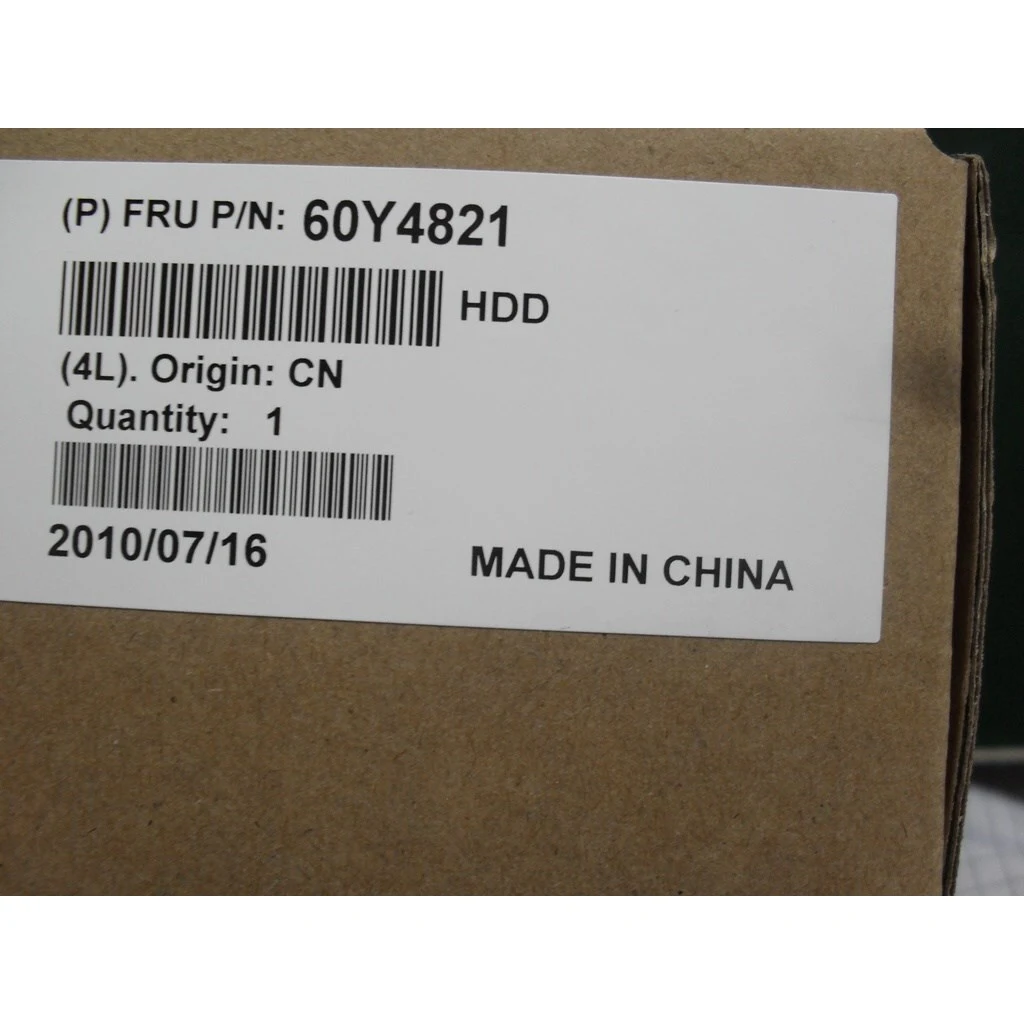 (P) FRU P/N: 60Y4821
HDD
(4L). Origin: CN
Quantity: 1
2010/07/16
MADE IN CHINA